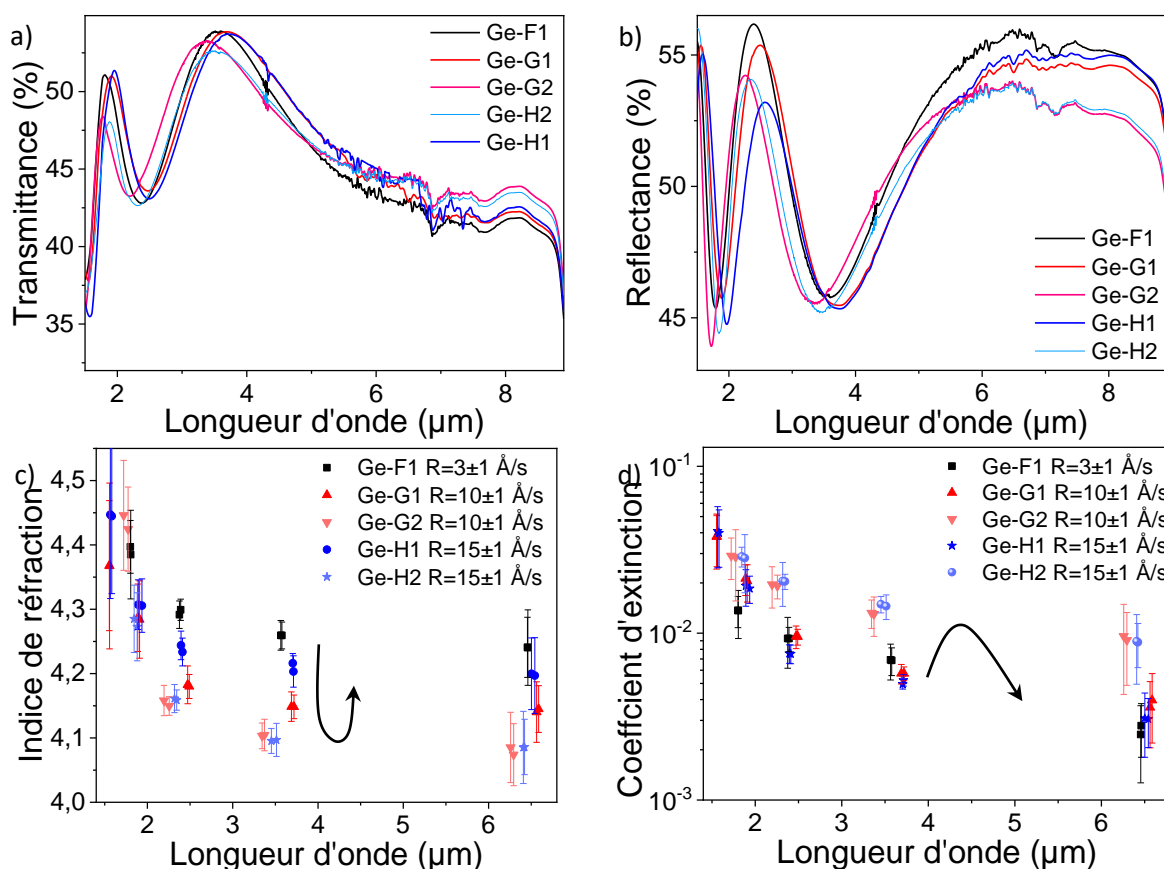 a)
Transmittance (%)
50
45
40
35
Ge-F1
Ge-G1
Ge-G2
Ge-H2
Ge-H1
2
4
6
8
Longueur d'onde (µm)
b)
Reflectance (%)
55
50
45
Ge-F1
Ge-G1
Ge-G2
Ge-H1
Ge-H2
2
4
6
8
Longueur d'onde (µm)
c)
Indice de réfraction
4,5
4,4
4,3
4,2
4,1
4,0
Ge-F1 R=3±1 Å/s
Ge-G1 R=10±1 Å/s
Ge-G2 R=10±1 Å/s
Ge-H1 R=15±1 Å/s
Ge-H2 R=15±1 Å/s
2
3
4
5
6
Longueur d'onde (µm)
d)
Coeffcient d'extinction
10-1
10-2
10-3
Ge-F1 R=3±1 Å/s
Ge-G1 R=10±1 Å/s
Ge-G2 R=10±1 Å/s
Ge-H1 R=15±1 Å/s
Ge-H2 R=15±1 Å/s
2
3
4
5
6
Longueur d'onde (µm)